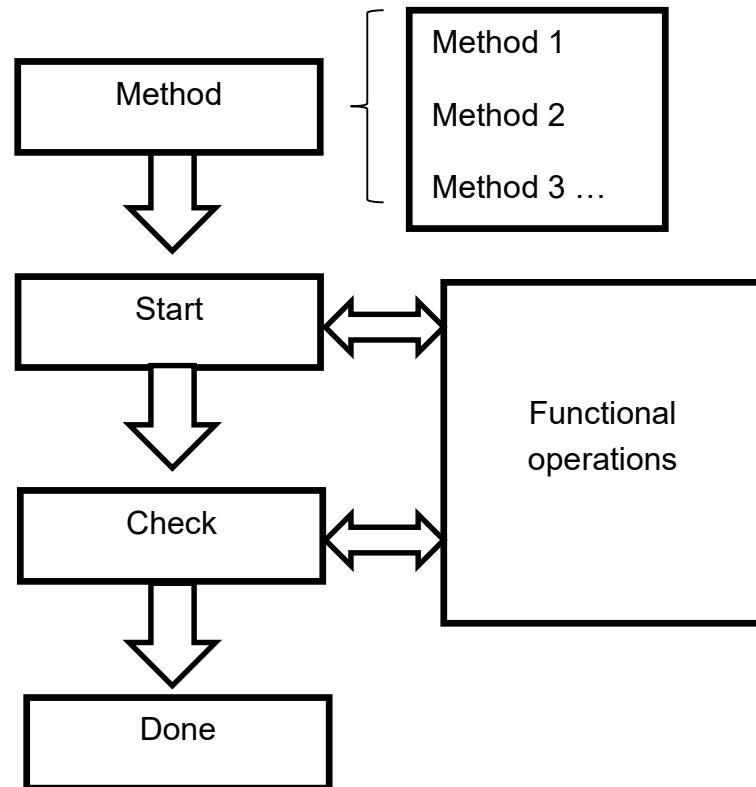 Method
Method 1
Method 2
Method 3 …
Start
Functional
operations
Check
Done